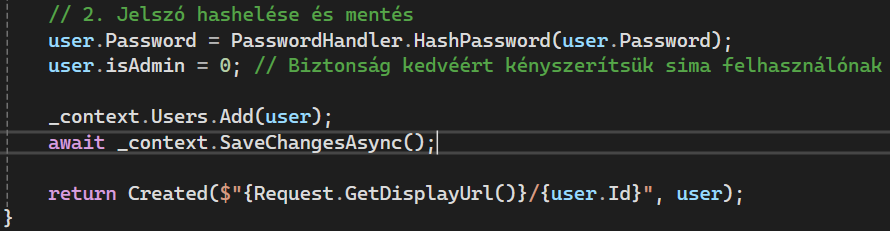 // 2. Jelszó hashelése és mentés
user.Password = PasswordHandler.HashPassword(user.Password);
user.isAdmin = 0; // Biztonság kedvéért kényszerítsük sima felhasználónak
_context.Users.Add(user);
await _context.SaveChangesAsync();
return Created($"{Request.GetDisplayUrl()}/{user.Id}", user);
}